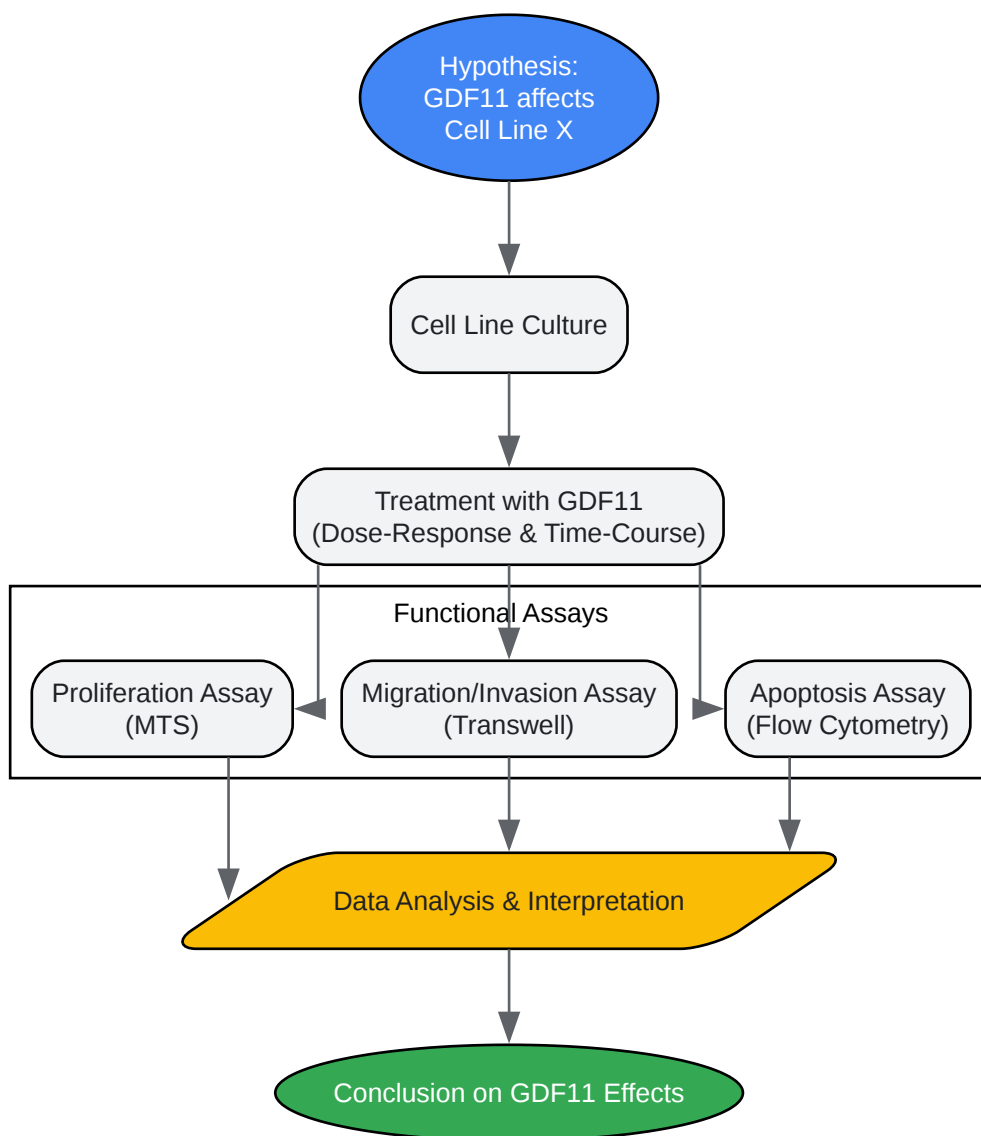 Hypothesis:
GDF11 affects
Cell Line X
Cell Line Culture
Treatment with GDF11
(Dose-Response & Time-Course)
Functional Assays
Proliferation Assay
(MTS)
Migration/Invasion Assay
(Transwell)
Apoptosis Assay
(Flow Cytometry)
Data Analysis & Interpretation
Conclusion on GDF11 Effects